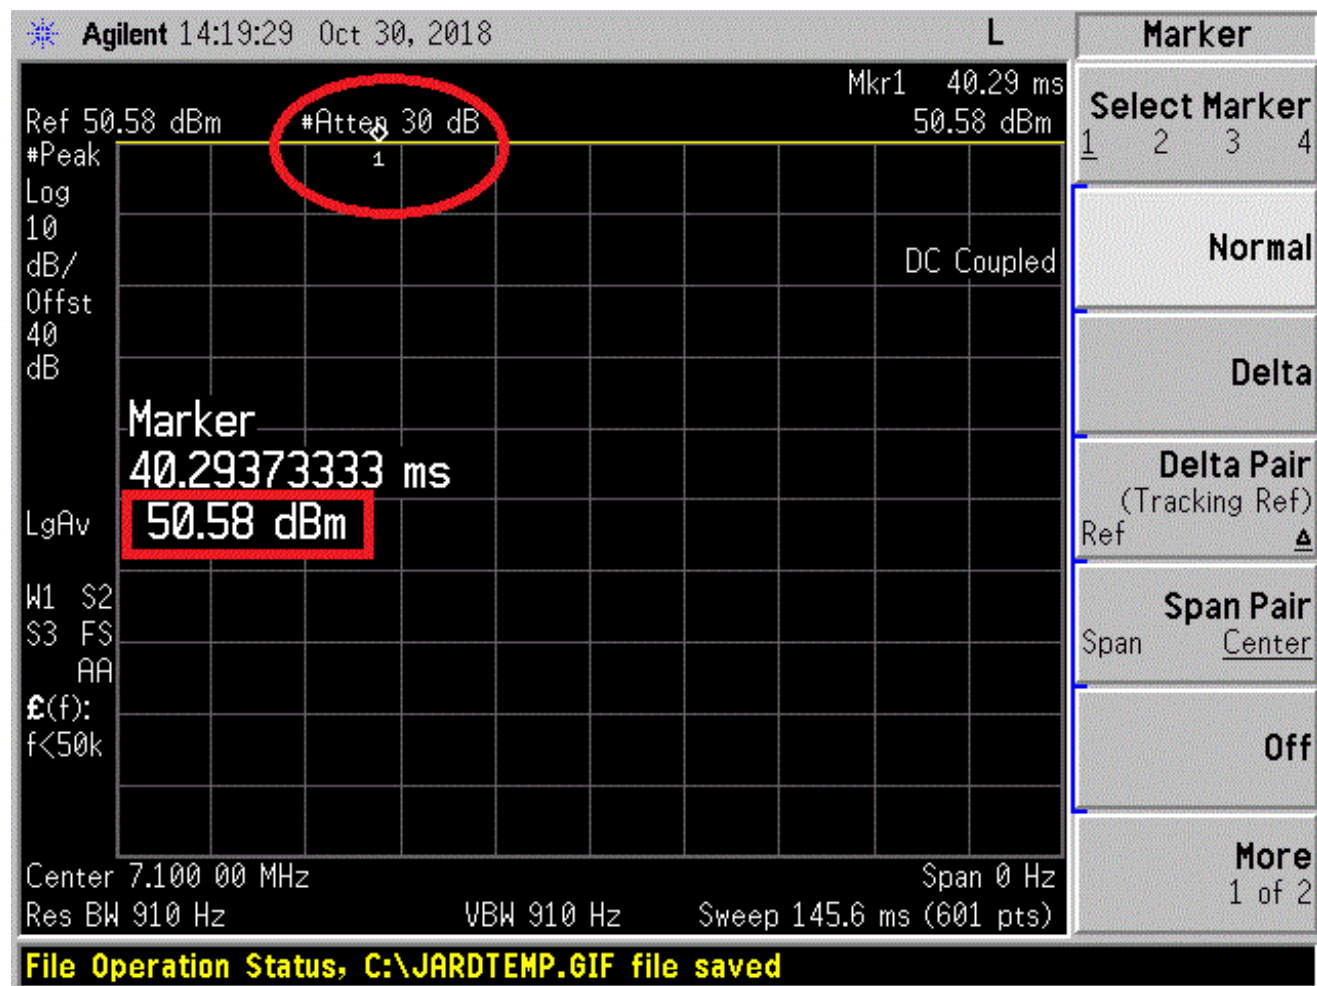 Agilent 14:19:29 Oct 30, 2018 L
Mkr1 40.29 ms
Ref 50.58 dBm #Atten 30 dB 50.58 dBm
#Peak
1
Log
10
dB/
DC Coupled
Offst
40
dB
Marker
40.29373333 ms
50.58 dBm
LgAv
W1 S2
S3 FS
AA
£(f):
f<50k
Center 7.100 00 MHz Span 0 Hz
Res BW 910 Hz VBW 910 Hz Sweep 145.6 ms (601 pts)
Marker
Select Marker
1 2 3 4
Normal
Delta
Delta Pair
(Tracking Ref)
Ref Δ
Span Pair
Span Center
Off
More
1 of 2
File Operation Status, C:\JARDTEMP.GIF file saved